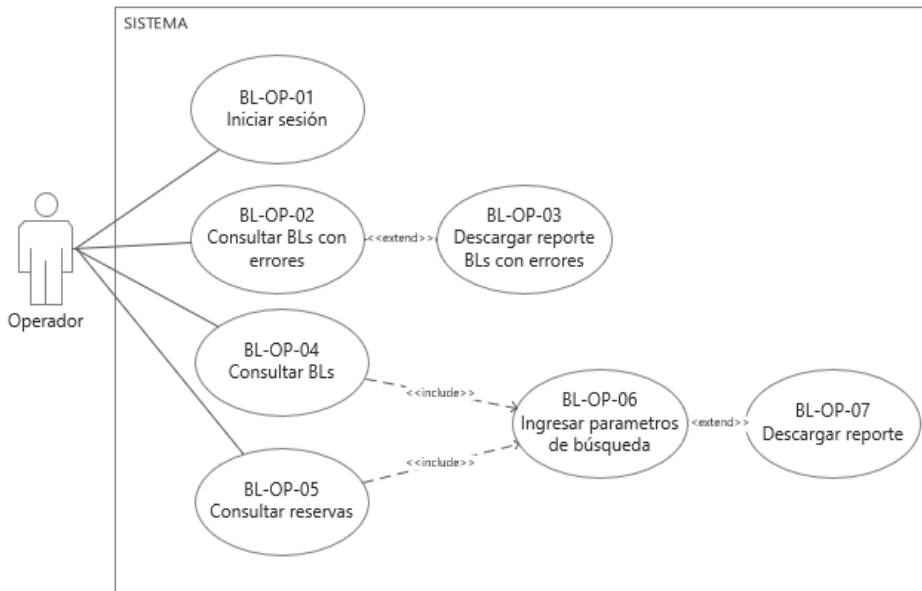 SISTEMA
BL-OP-01
Iniciar sesión
BL-OP-02
Consultar BLs con
errores
<<extend>>
BL-OP-03
Descargar reporte
BLs con errores
Operador
BL-OP-04
Consultar BLs
<<include>>
BL-OP-06
Ingresar parametros
de búsqueda
<<extend>>
BL-OP-07
Descargar reporte
<<include>>
BL-OP-05
Consultar reservas